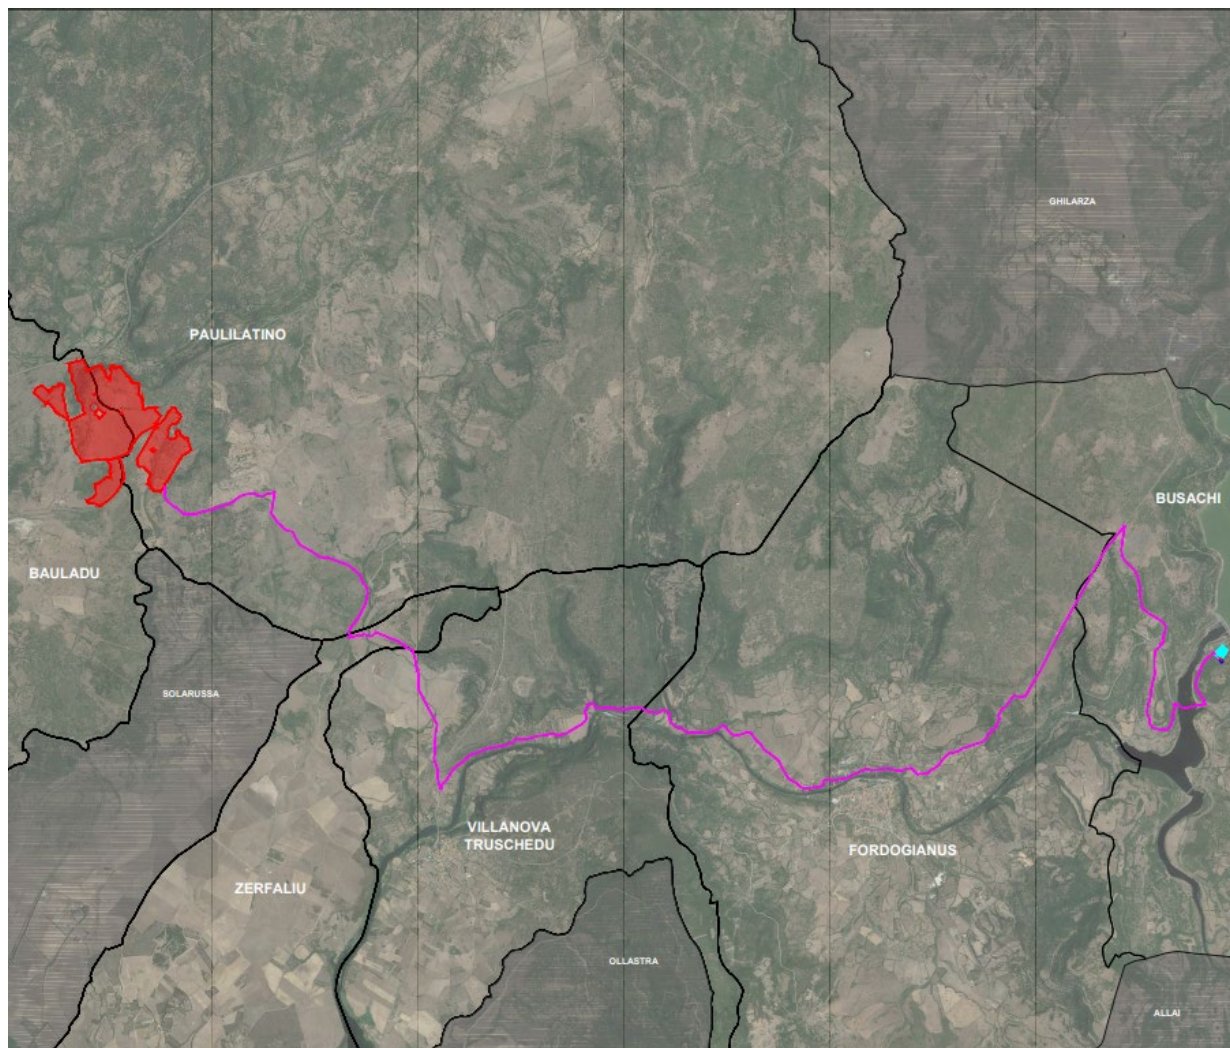 GHILARZA
PAULILATINO
BUSACHI
BAULADU
SOLARUSSA
VILLANOVA
TRUSCHEDU
FORDOGIANUS
ZERFALIU
OLLASTRA
ALLAI